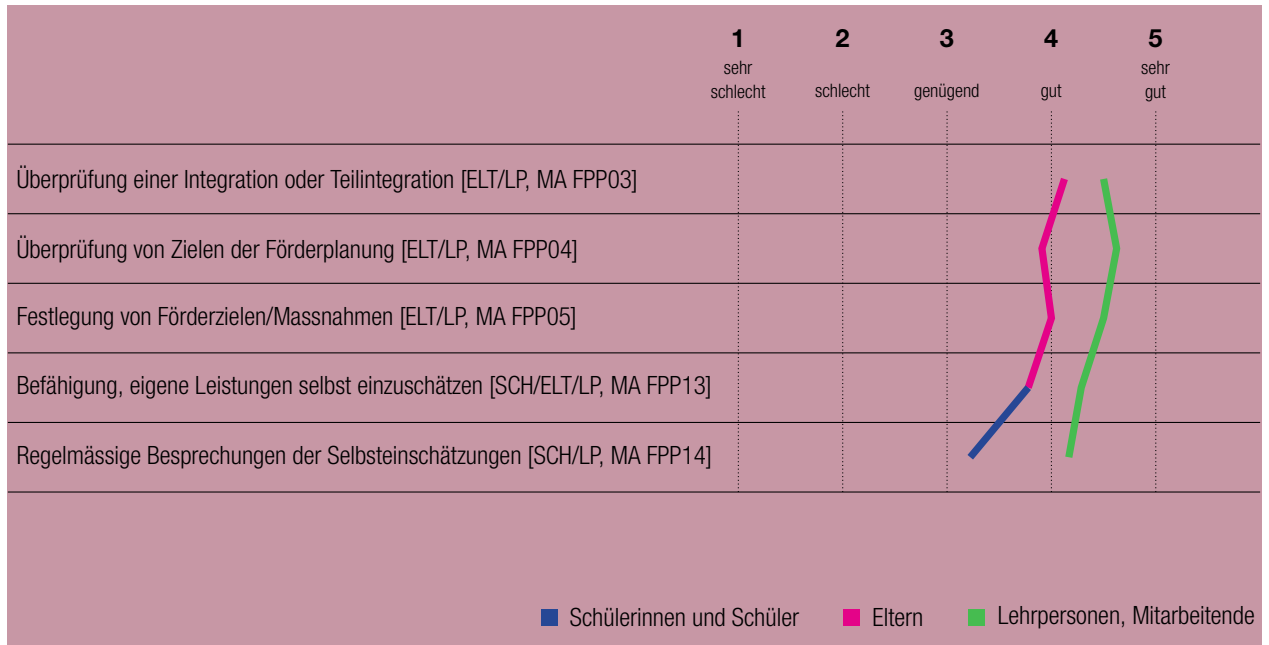 1 2 3 4 5
sehr sehr
schlecht schlecht genügend gut gut
Überprüfung einer Integration oder Teilintegration [ELT/LP, MA FPP03]
Überprüfung von Zielen der Förderplanung [ELT/LP, MA FPP04]
Festlegung von Förderzielen/Massnahmen [ELT/LP, MA FPP05]
Befähigung, eigene Leistungen selbst einzuschätzen [SCH/ELT/LP, MA FPP13]
Regelmässige Besprechungen der Selbsteinschätzungen [SCH/LP, MA FPP14]
Schülerinnen und Schüler Eltern Lehrpersonen, Mitarbeitende